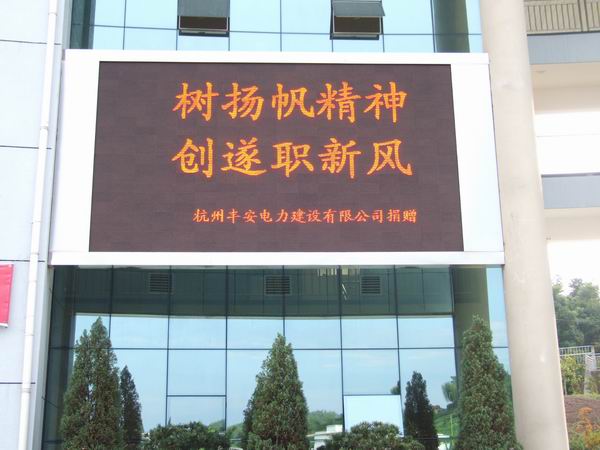 树扬帆精神
创遂职新风
杭州丰安电力建设有限公司捐赠